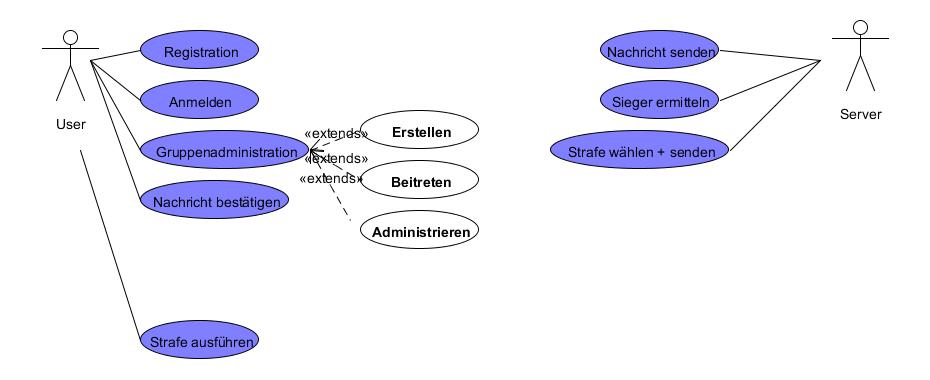 Registration
Anmelden
User
Gruppenadministration
Nachricht bestätigen
Strafe ausführen
«extends»
«extends»
«extends»
Erstellen
Beitreten
Administrieren
Nachricht senden
Sieger ermitteln
Strafe wählen + senden
Server